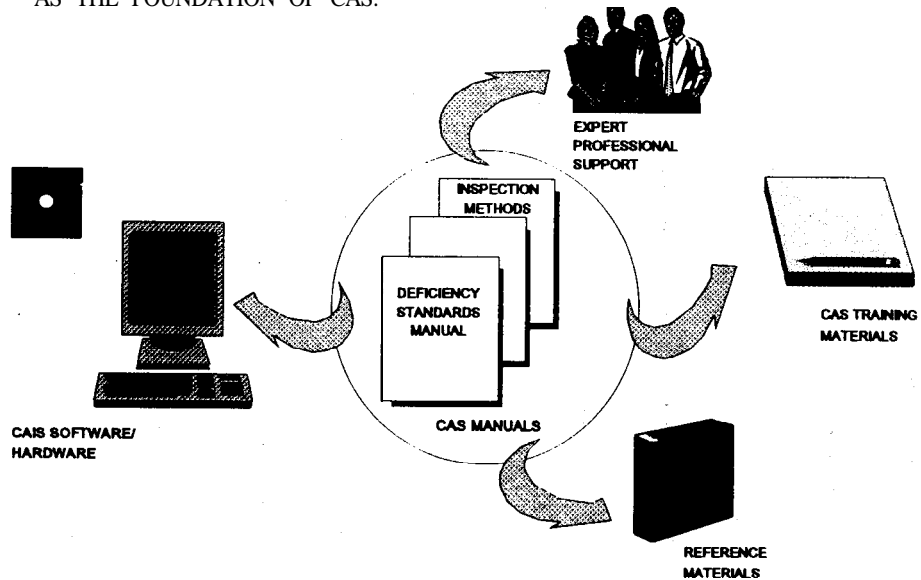 AS THE FOUNDATION OF CAS.
EXPERT
PROFESSIONAL
SUPPORT
INSPECTION
METHODS
DEFICIENCY
STANDARDS
MANUAL
CAS TRAINING
MATERIALS
CAS MANUALS
CAIS SOFTWARE/
HARDWARE
REFERENCE
MATERIALS